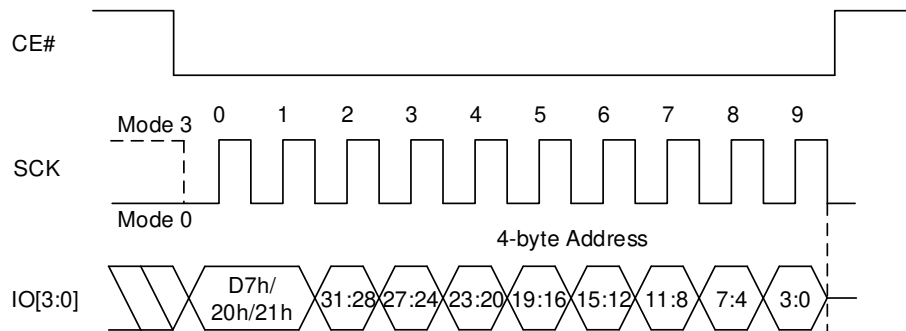 CE#
0 1 2 3 4 5 6 7 8 9
Mode 3
SCK
Mode 0
4-byte Address
IO[3:0]
D7h/
20h/21h
31:28 27:24 23:20 19:16 15:12 11:8 7:4 3:0